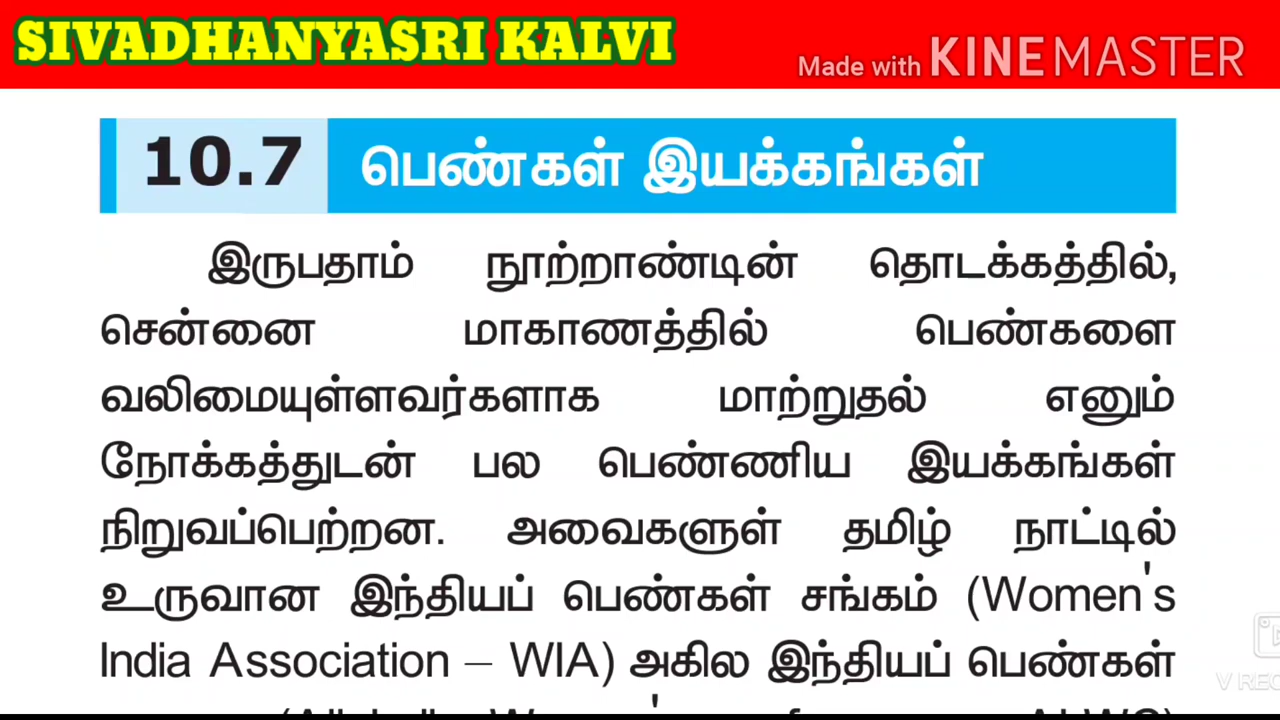 SIVADHANYASRI KALVI
Made with KINEMASTER
10.7 பெண்கள் இயக்கங்கள்
இருபதாம் நூற்றாண்டின் தொடக்கத்தில்,
சென்னை மாகாணத்தில் பெண்களை
வலிமையுள்ளவர்களாக மாற்றுதல் எனும்
நோக்கத்துடன் பல பெண்ணிய இயக்கங்கள்
நிறுவப்பெற்றன. அவைகளுள் தமிழ் நாட்டில்
உருவான இந்தியப் பெண்கள் சங்கம் (Women's
India Association – WIA) அகில இந்தியப் பெண்கள்
V REC